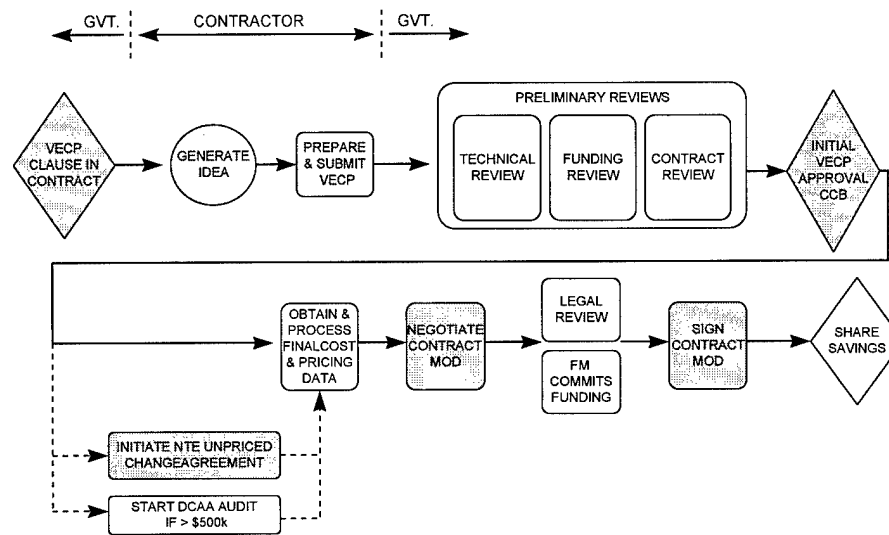 GVT.
CONTRACTOR
GVT.
VECP
CLAUSE IN
CONTRACT
GENERATE
IDEA
PREPARE
& SUBMIT
VECP
PRELIMINARY REVIEWS
TECHNICAL
REVIEW
FUNDING
REVIEW
CONTRACT
REVIEW
INITIAL
VECP
APPROVAL
CCB
OBTAIN &
PROCESS
FINALCOST
& PRICING
DATA
NEGOTIATE
CONTRACT
MOD
LEGAL
REVIEW
FM
COMMITS
FUNDING
SIGN
CONTRACT
MOD
SHARE
SAVINGS
INITIATE NTE UNPRICED
CHANGEAGREEMENT
START DCAA AUDIT
IF > $500k